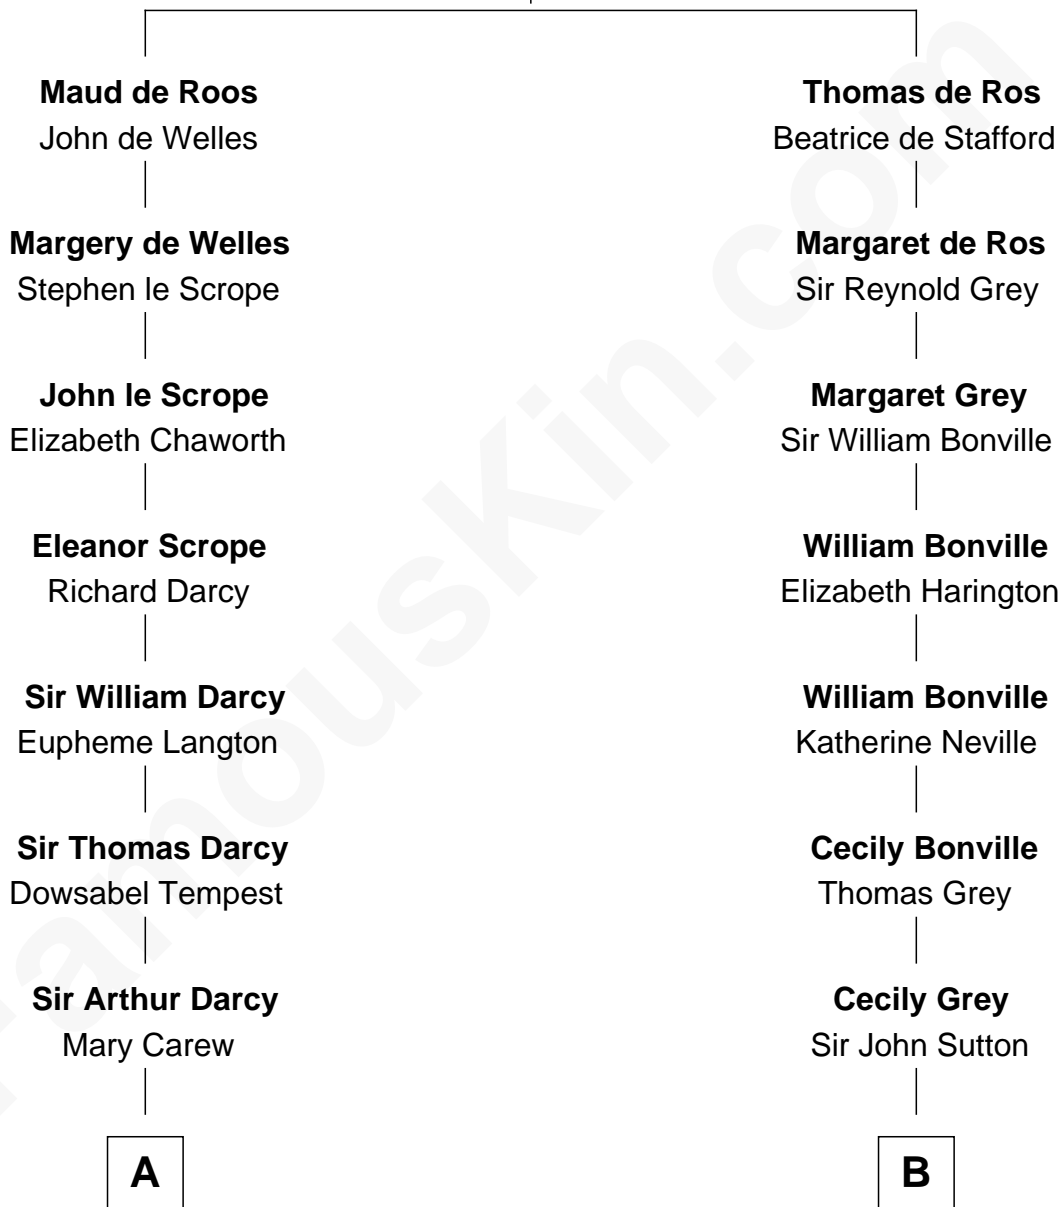 Maud de Roos
John de Welles
Margery de Welles
Stephen le Scrope
John le Scrope
Elizabeth Chaworth
Eleanor Scrope
Richard Darcy
Sir William Darcy
Eupheme Langton
Sir Thomas Darcy
Dowsabel Tempest
Sir Arthur Darcy
Mary Carew
A
Thomas de Ros
Beatrice de Stafford
Margaret de Ros
Sir Reynold Grey
Margaret Grey
Sir William Bonville
William Bonville
Elizabeth Harington
William Bonville
Katherine Neville
Cecily Bonville
Thomas Grey
Cecily Grey
Sir John Sutton
B
FamousKin.com